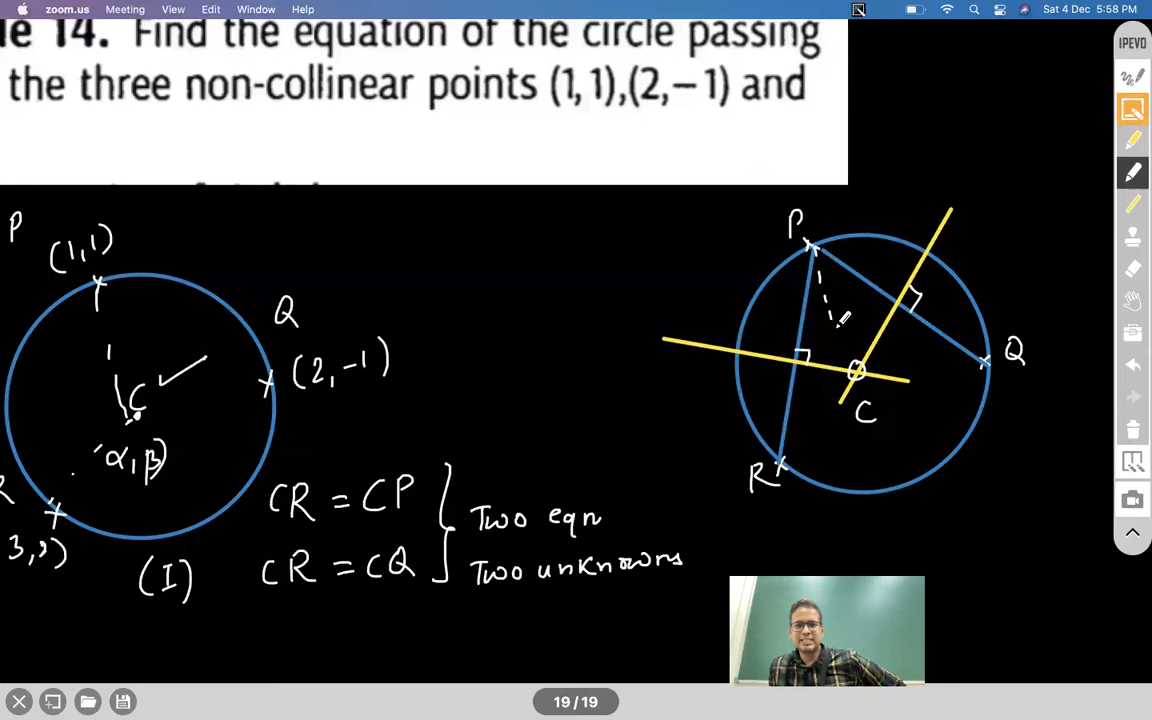 zoom.us Meeting View Edit Window Help Sat 4 Dec 5:58 PM
IPEVO
le 14. Find the equation of the circle passing
the three non-collinear points (1, 1),(2,− 1) and
P
(1,1)
Q
(2,-1)
C
α,β
3,2)
(I)
CR = CP
CR = CQ
Two eqn
Two unknowns
P
Q
C
R
19 / 19